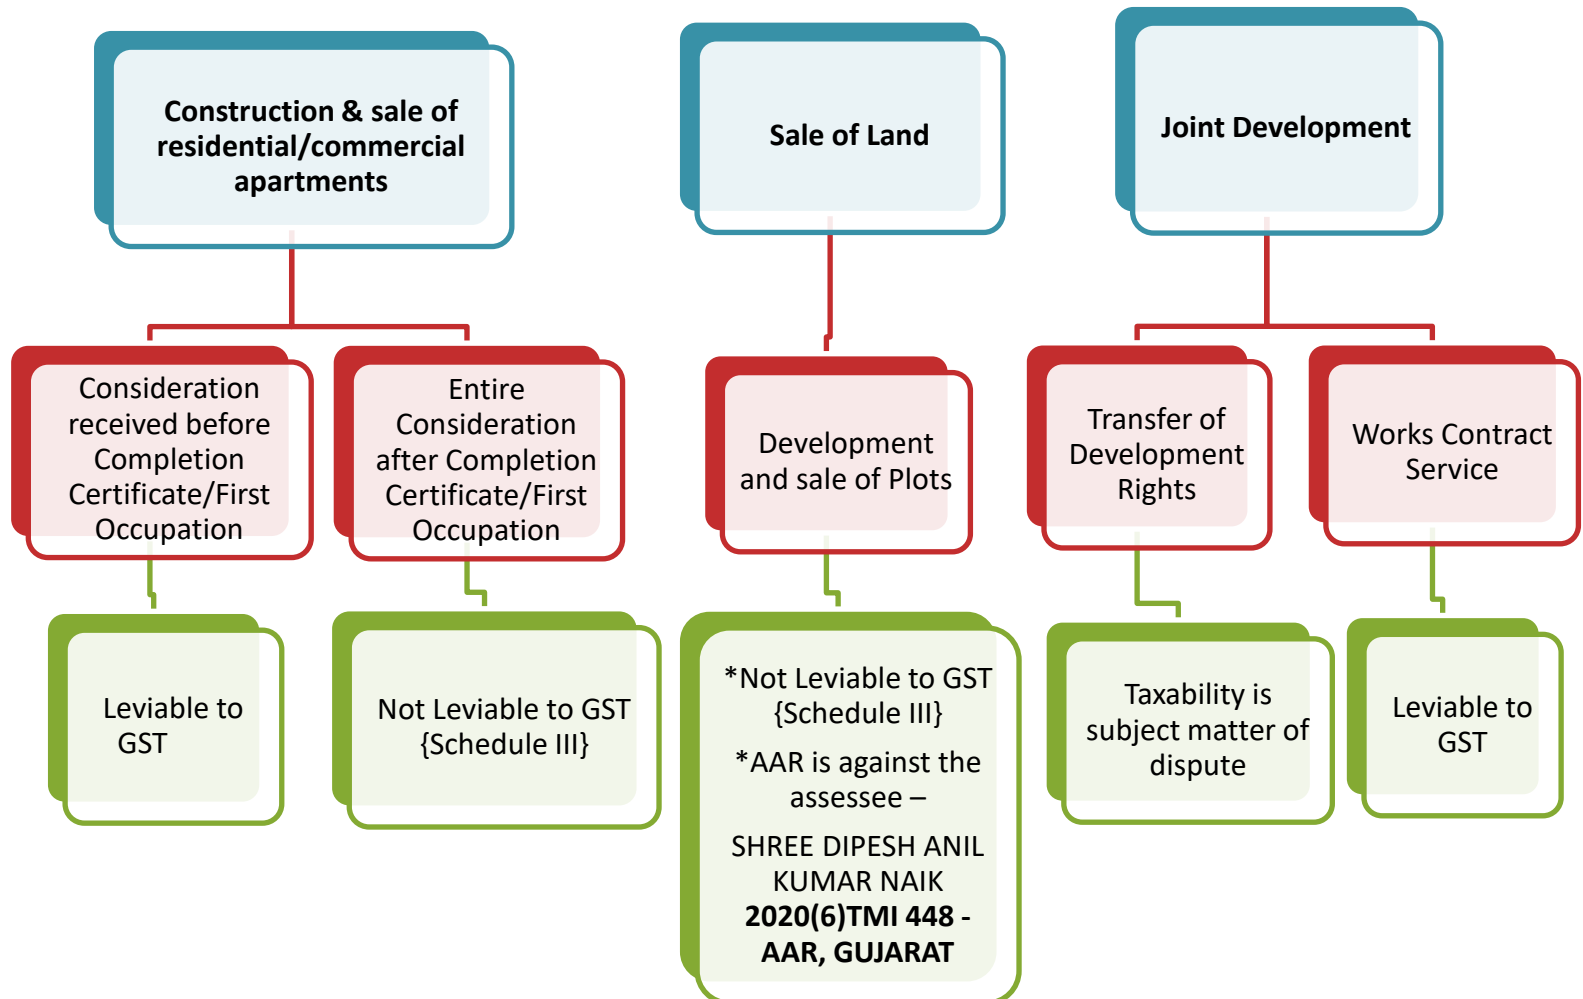 Construction & sale of
residential/commercial
apartments
Sale of Land
Joint Development
Consideration
received before
Completion
Certificate/First
Occupation
Entire
Consideration
after Completion
Certificate/First
Occupation
Development
and sale of Plots
Transfer of
Development
Rights
Works Contract
Service
Leviable to
GST
Not Leviable to GST
{Schedule III}
*Not Leviable to GST
{Schedule III}
*AAR is against the
assessee –
SHREE DIPESH ANIL
KUMAR NAIK
2020(6)TMI 448 -
AAR, GUJARAT
Taxability is
subject matter of
dispute
Leviable to
GST